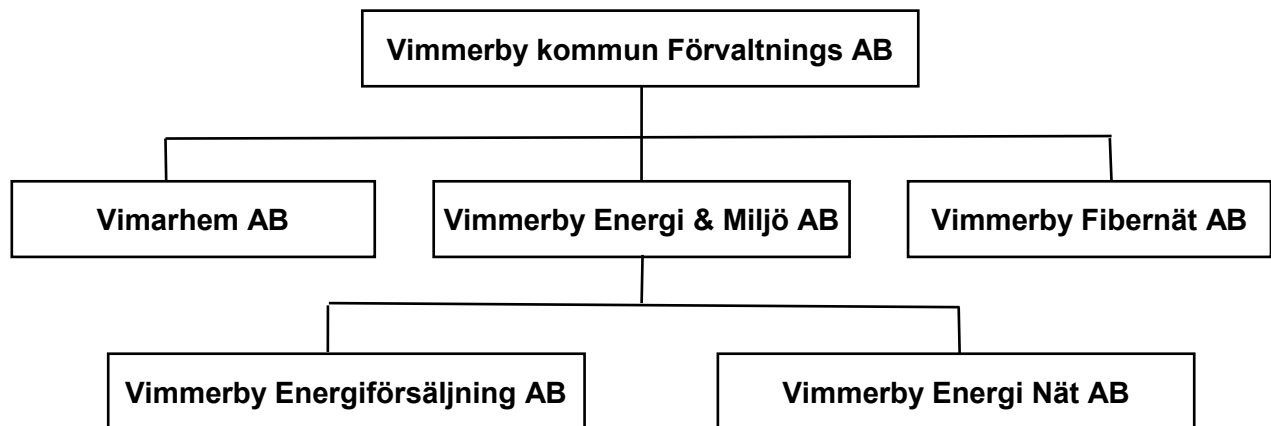 Vimmerby kommun Förvaltnings AB
Vimarhem AB
Vimmerby Energi & Miljö AB
Vimmerby Fibernät AB
Vimmerby Energiförsäljning AB
Vimmerby Energi Nät AB